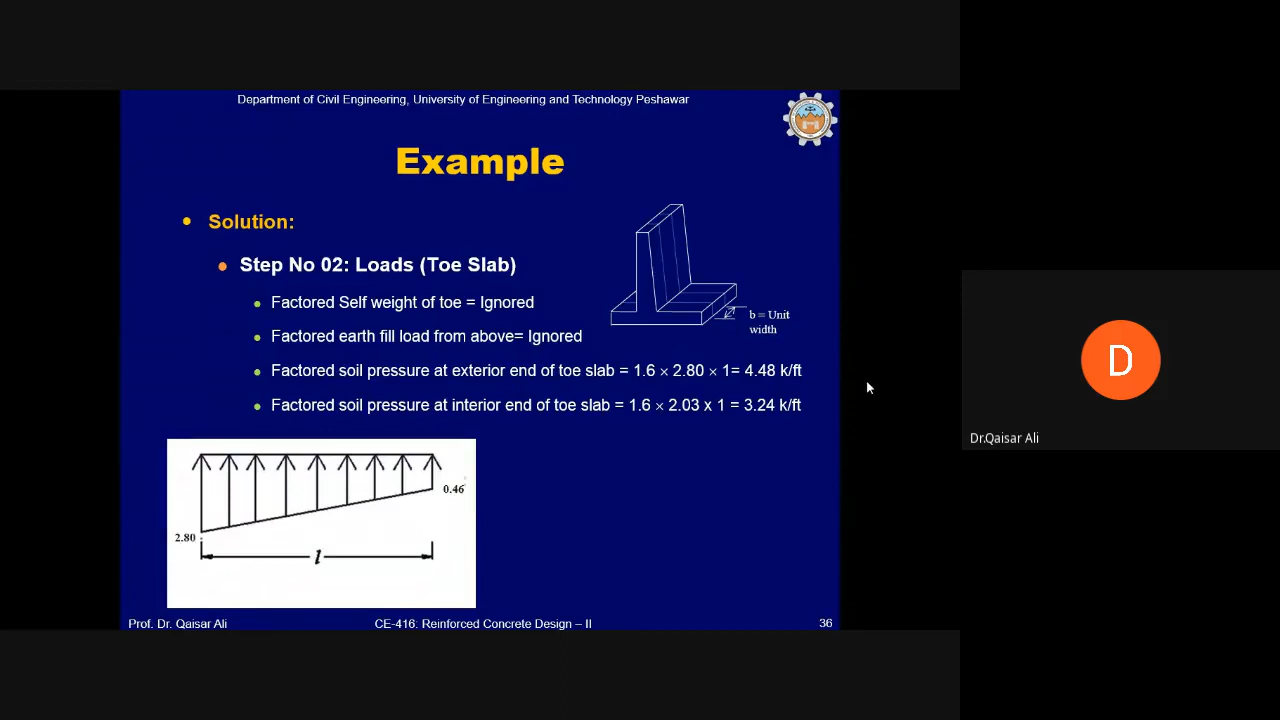 Department of Civil Engineering, University of Engineering and Technology Peshawar
Example
Solution:
Step No 02: Loads (Toe Slab)
Factored Self weight of toe = Ignored
Factored earth fill load from above= Ignored
Factored soil pressure at exterior end of toe slab = 1.6 × 2.80 × 1= 4.48 k/ft
Factored soil pressure at interior end of toe slab = 1.6 × 2.03 x 1 = 3.24 k/ft
b = Unit
width
0.46
2.80
l
Prof. Dr. Qaisar Ali
CE-416: Reinforced Concrete Design – II
36
D
Dr.Qaisar Ali